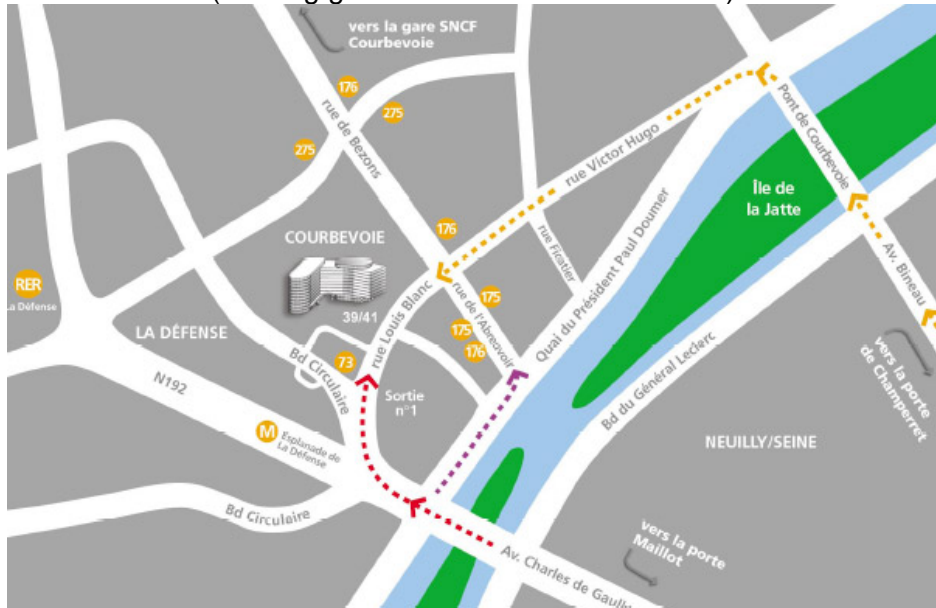 vers la gare SNCF
Courbevoie
176
275
275
rue de Bezons
rue Victor Hugo
Pont de Courbevoie
Île de
la Jatte
176
COURBEVOIE
rue Ficatier
Quai du Président Paul Doumer
Av. Bineau
RER
La Défense
39/41
rue Louis Blanc
rue de l'Abreuvoir
175
175
176
LA DÉFENSE
73
Bd Circulaire
vers la porte
de Champerret
N192
Sortie
n°1
Bd du Général Leclerc
M
Esplanade de
La Défense
NEUILLY/SEINE
Bd Circulaire
vers la porte
Maillot
Av. Charles de Gaulle